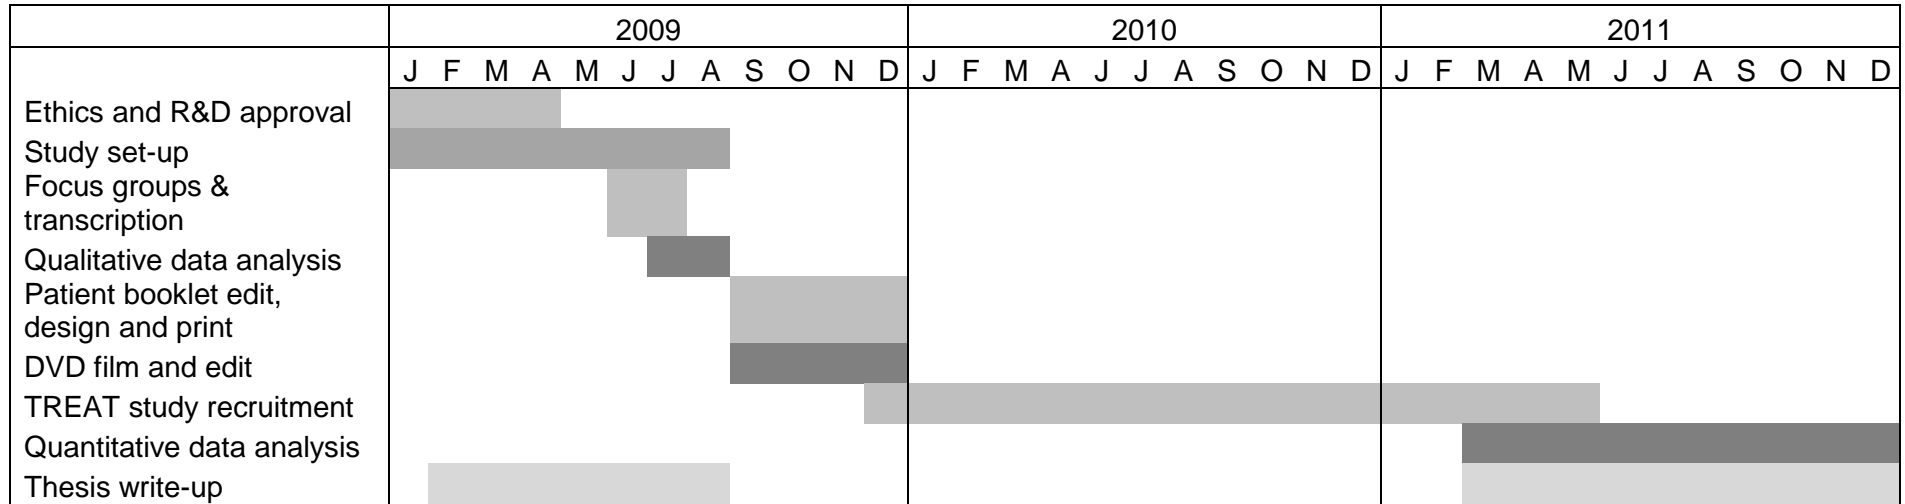 2009 2010 2011
J F M A M J J A S O N D J F M A J J A S O N D J F M A M J J A S O N D
Ethics and R&D approval
Study set-up
Focus groups &
transcription
Qualitative data analysis
Patient booklet edit,
design and print
DVD film and edit
TREAT study recruitment
Quantitative data analysis
Thesis write-up